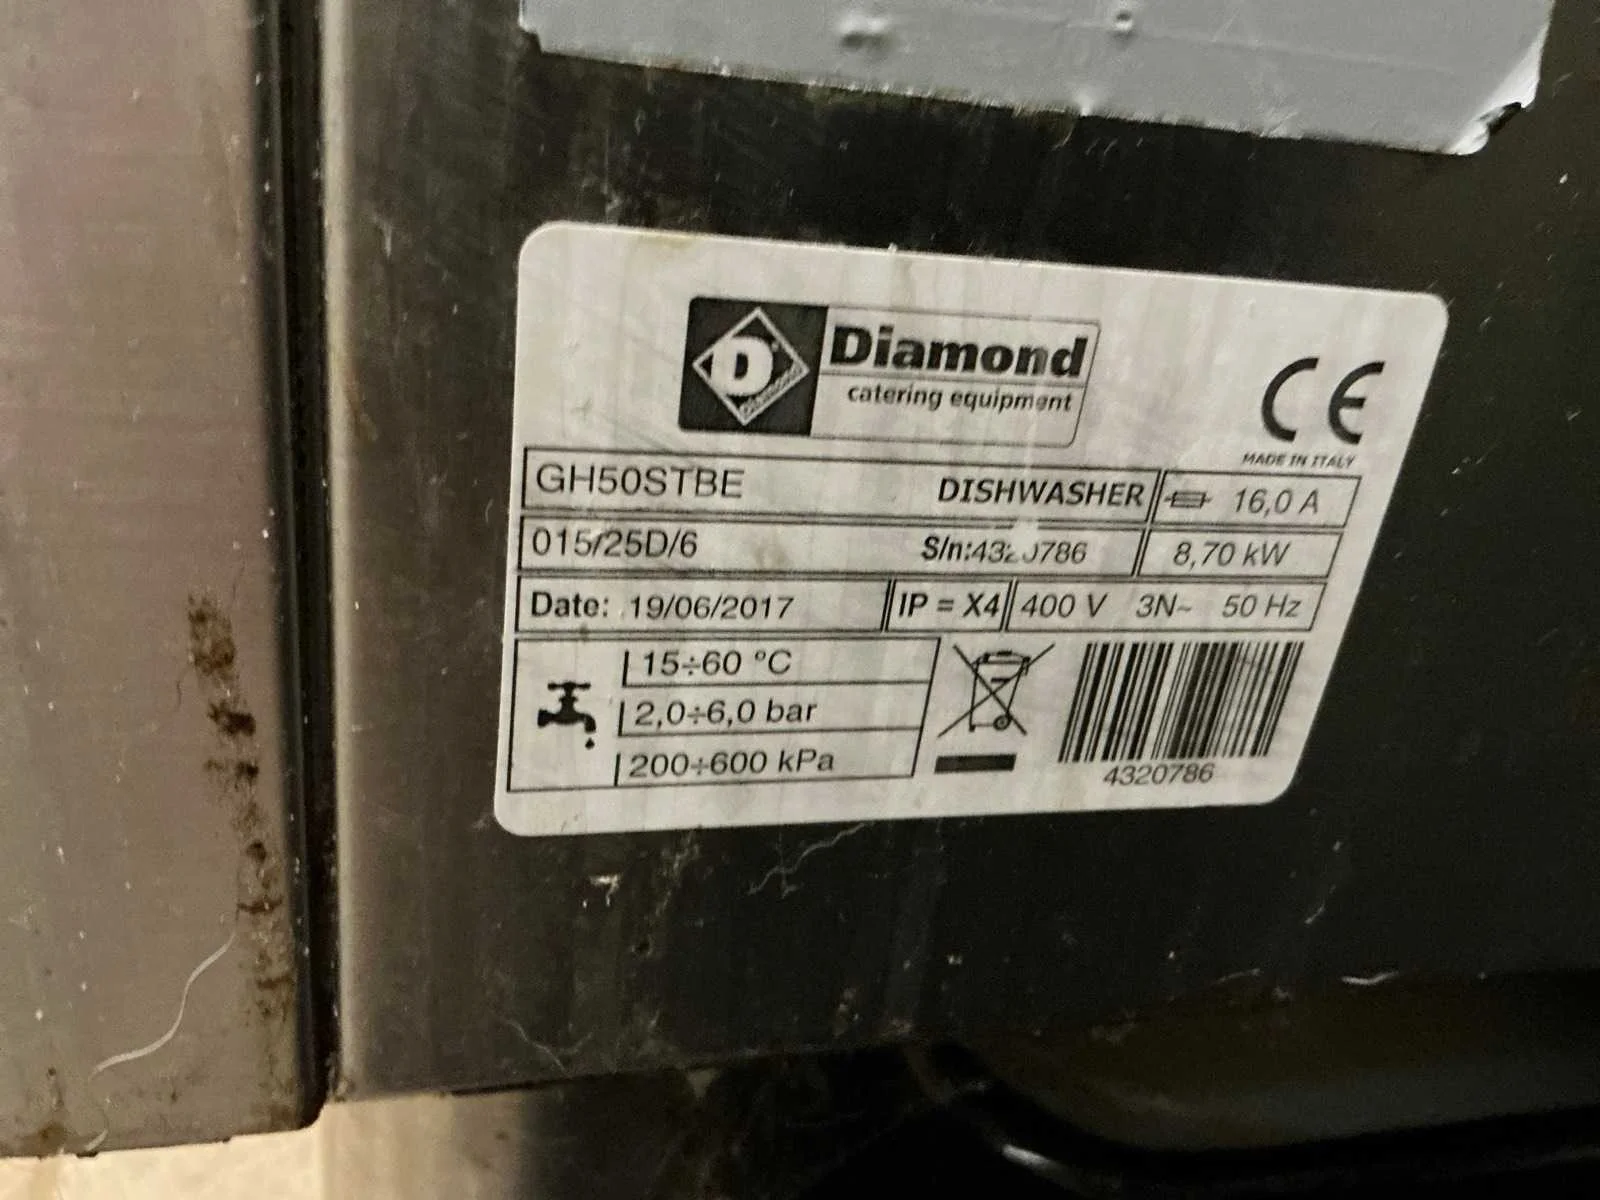 D
Diamond
Diamond
catering equipment
CE
MADE IN ITALY
GH50STBE DISHWASHER 16,0 A
015/25D/6 S/n:4320786 8,70 kW
Date: 19/06/2017 IP = X4 400 V 3N~ 50 Hz
15÷60 °C
2,0÷6,0 bar
200÷600 kPa
4320786